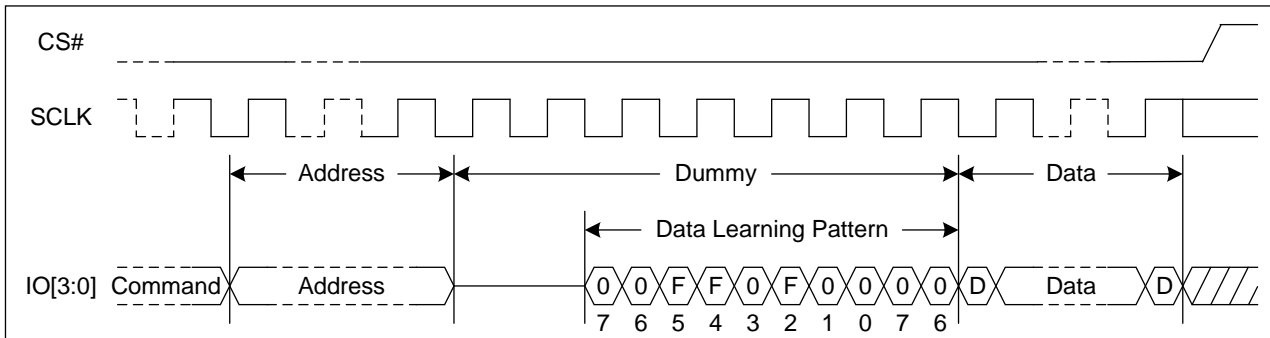 CS#
SCLK
Address Dummy Data
Data Learning Pattern
IO[3:0] Command Address 0 0 F F 0 F 0 0 0 0 D Data D
7 6 5 4 3 2 1 0 7 6